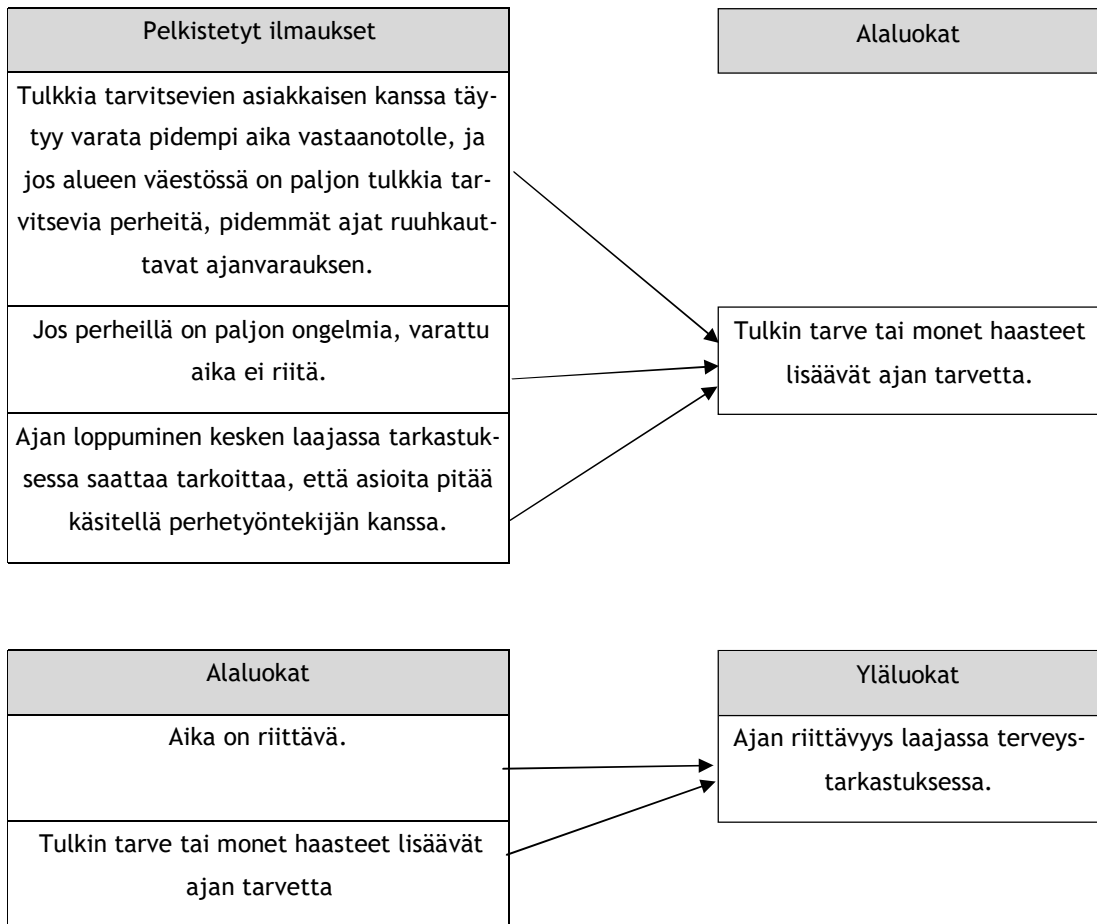 Pelkistetyt ilmaukset
Alaluokat
Tulkkia tarvitsevien asiakkaisen kanssa täy-
tyy varata pidempi aika vastaanotolle, ja
jos alueen väestössä on paljon tulkkia tar-
vitsevia perheitä, pidemmät ajat ruuhkaut-
tavat ajanvarauksen.
Jos perheillä on paljon ongelmia, varattu
aika ei riitä.
Tulkin tarve tai monet haasteet
lisäävät ajan tarvetta.
Ajan loppuminen kesken laajassa tarkastuk-
sessa saattaa tarkoittaa, että asioita pitää
käsitellä perhetyöntekijän kanssa.
Alaluokat
Yläluokat
Aika on riittävä.
Ajan riittävyys laajassa terveys-
tarkastuksessa.
Tulkin tarve tai monet haasteet lisäävät
ajan tarvetta